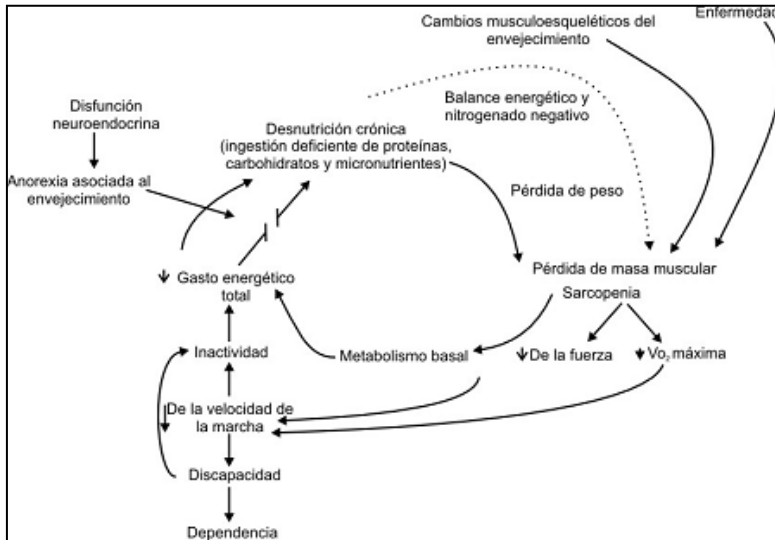 Enfermedad
Cambios musculoesqueléticos del
envejecimiento
Disfunción
neuroendocrina
Balance energético y
nitrogenado negativo
Desnutrición crónica
(ingestión deficiente de proteínas,
carbohidratos y micronutrientes)
Anorexia asociada al
envejecimiento
Pérdida de peso
Gasto energético
total
Pérdida de masa muscular
Sarcopenia
Inactividad
Metabolismo basal
De la fuerza
Vo₂ máxima
De la velocidad de
la marcha
Discapacidad
Dependencia